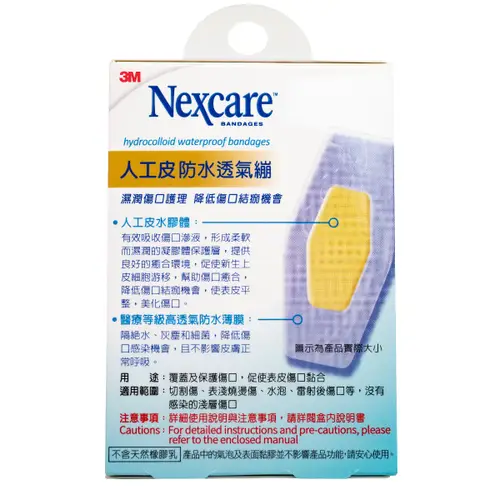 3M
Nexcare™
BANDAGES
hydrocolloid waterproof bandages
人工皮防水透氣繃
濕潤傷口護理 降低傷口結痂機會
•人工皮水膠體：
有效吸收傷口滲液，形成柔軟
而濕潤的凝膠體保護層，提供
良好的癒合環境，促使新生上
皮細胞游移，幫助傷口癒合，
降低傷口結痂機會，使表皮平
整，美化傷口。
•醫療等級高透氣防水薄膜：
隔絕水、灰塵和細菌，降低傷
口感染機會，且不影響皮膚正
常呼吸。
圖示為產品實際大小
用 途：覆蓋及保護傷口，促使表皮傷口黏合
適用範圍：切割傷、表淺燒燙傷、水泡、雷射後傷口等，沒有
感染的淺層傷口
注意事項：詳細使用說明與注意事項，請詳閱盒內說明書
Cautions：For detailed instructions and pre-cautions, please
refer to the enclosed manual
不含天然橡膠乳 產品中的氣泡及表面黏膠並不影響產品功能，請安心使用。